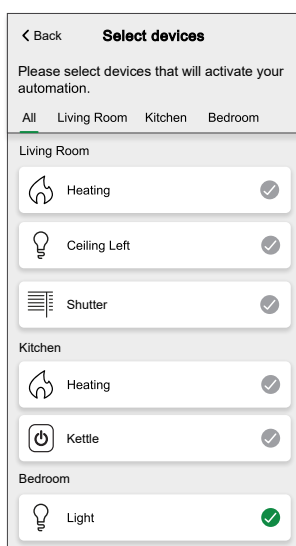 Back Select devices
Please select devices that will activate your
automation.
All Living Room Kitchen Bedroom
Living Room
Heating
Ceiling Left
Shutter
Kitchen
Heating
Kettle
Bedroom
Light